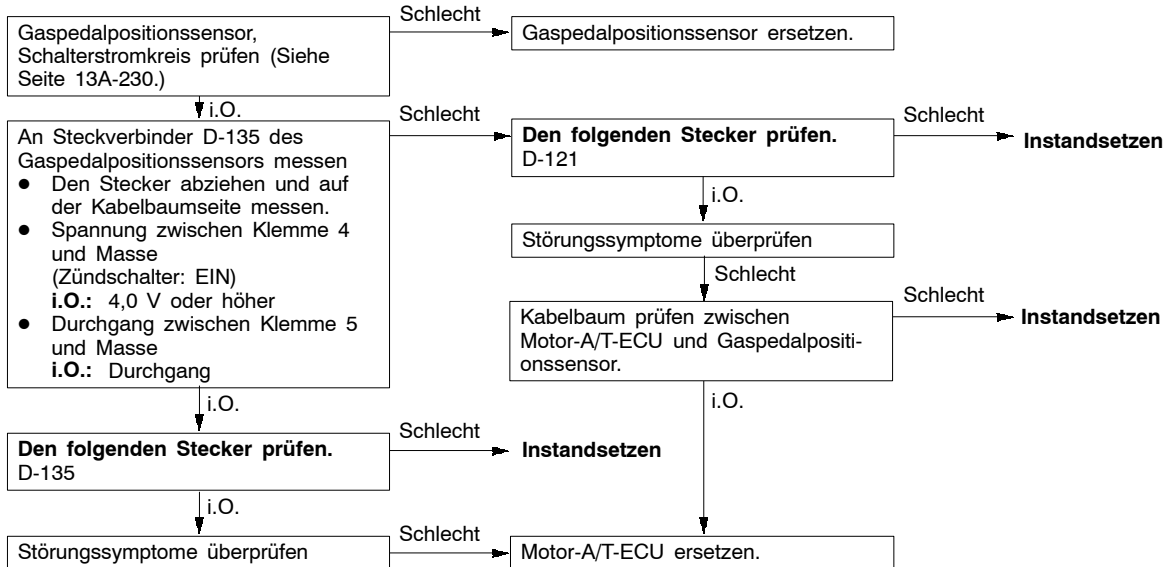 Gaspedalpositionssensor,
Schalterstromkreis prüfen (Siehe
Seite 13A-230.)
Schlecht
Gaspedalpositionssensor ersetzen.
i.O.
An Steckverbinder D-135 des
Gaspedalpositionssensors messen
● Den Stecker abziehen und auf
der Kabelbaumseite messen.
● Spannung zwischen Klemme 4
und Masse
(Zündschalter: EIN)
i.O.: 4,0 V oder höher
● Durchgang zwischen Klemme 5
und Masse
i.O.: Durchgang
Schlecht
Den folgenden Stecker prüfen.
D-121
Schlecht
Instandsetzen
i.O.
Störungssymptome überprüfen
Schlecht
Kabelbaum prüfen zwischen
Motor-A/T-ECU und Gaspedalpositi-
onssensor.
Schlecht
Instandsetzen
i.O.
i.O.
Den folgenden Stecker prüfen.
D-135
Schlecht
Instandsetzen
i.O.
Störungssymptome überprüfen
Schlecht
Motor-A/T-ECU ersetzen.